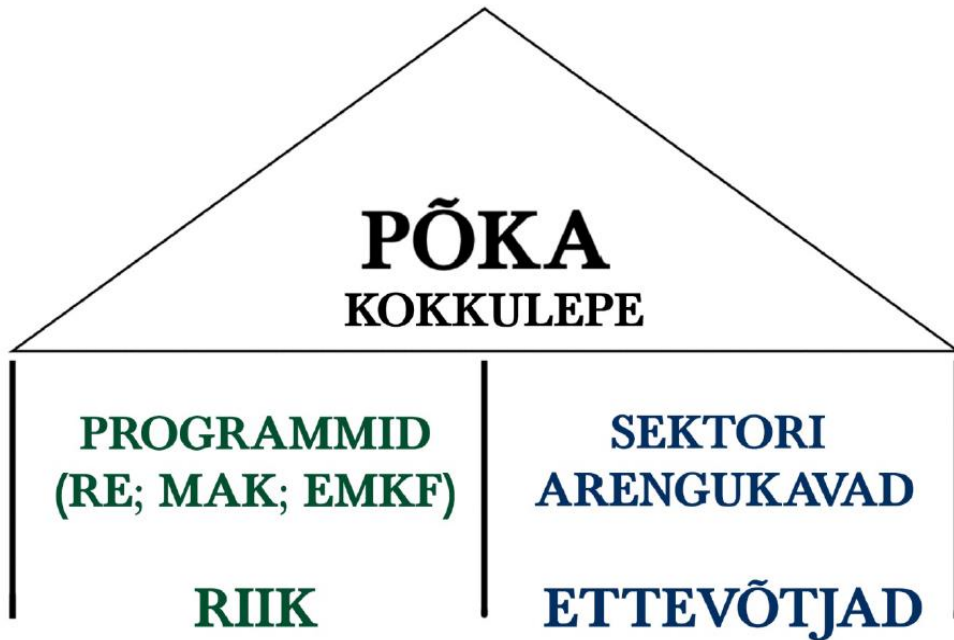 PÕKA
KOKKULEPE
PROGRAMMID
(RE; MAK; EMKF)
RIIK
SEKTORI
ARENGUKAVAD
ETTEVÕTJAD